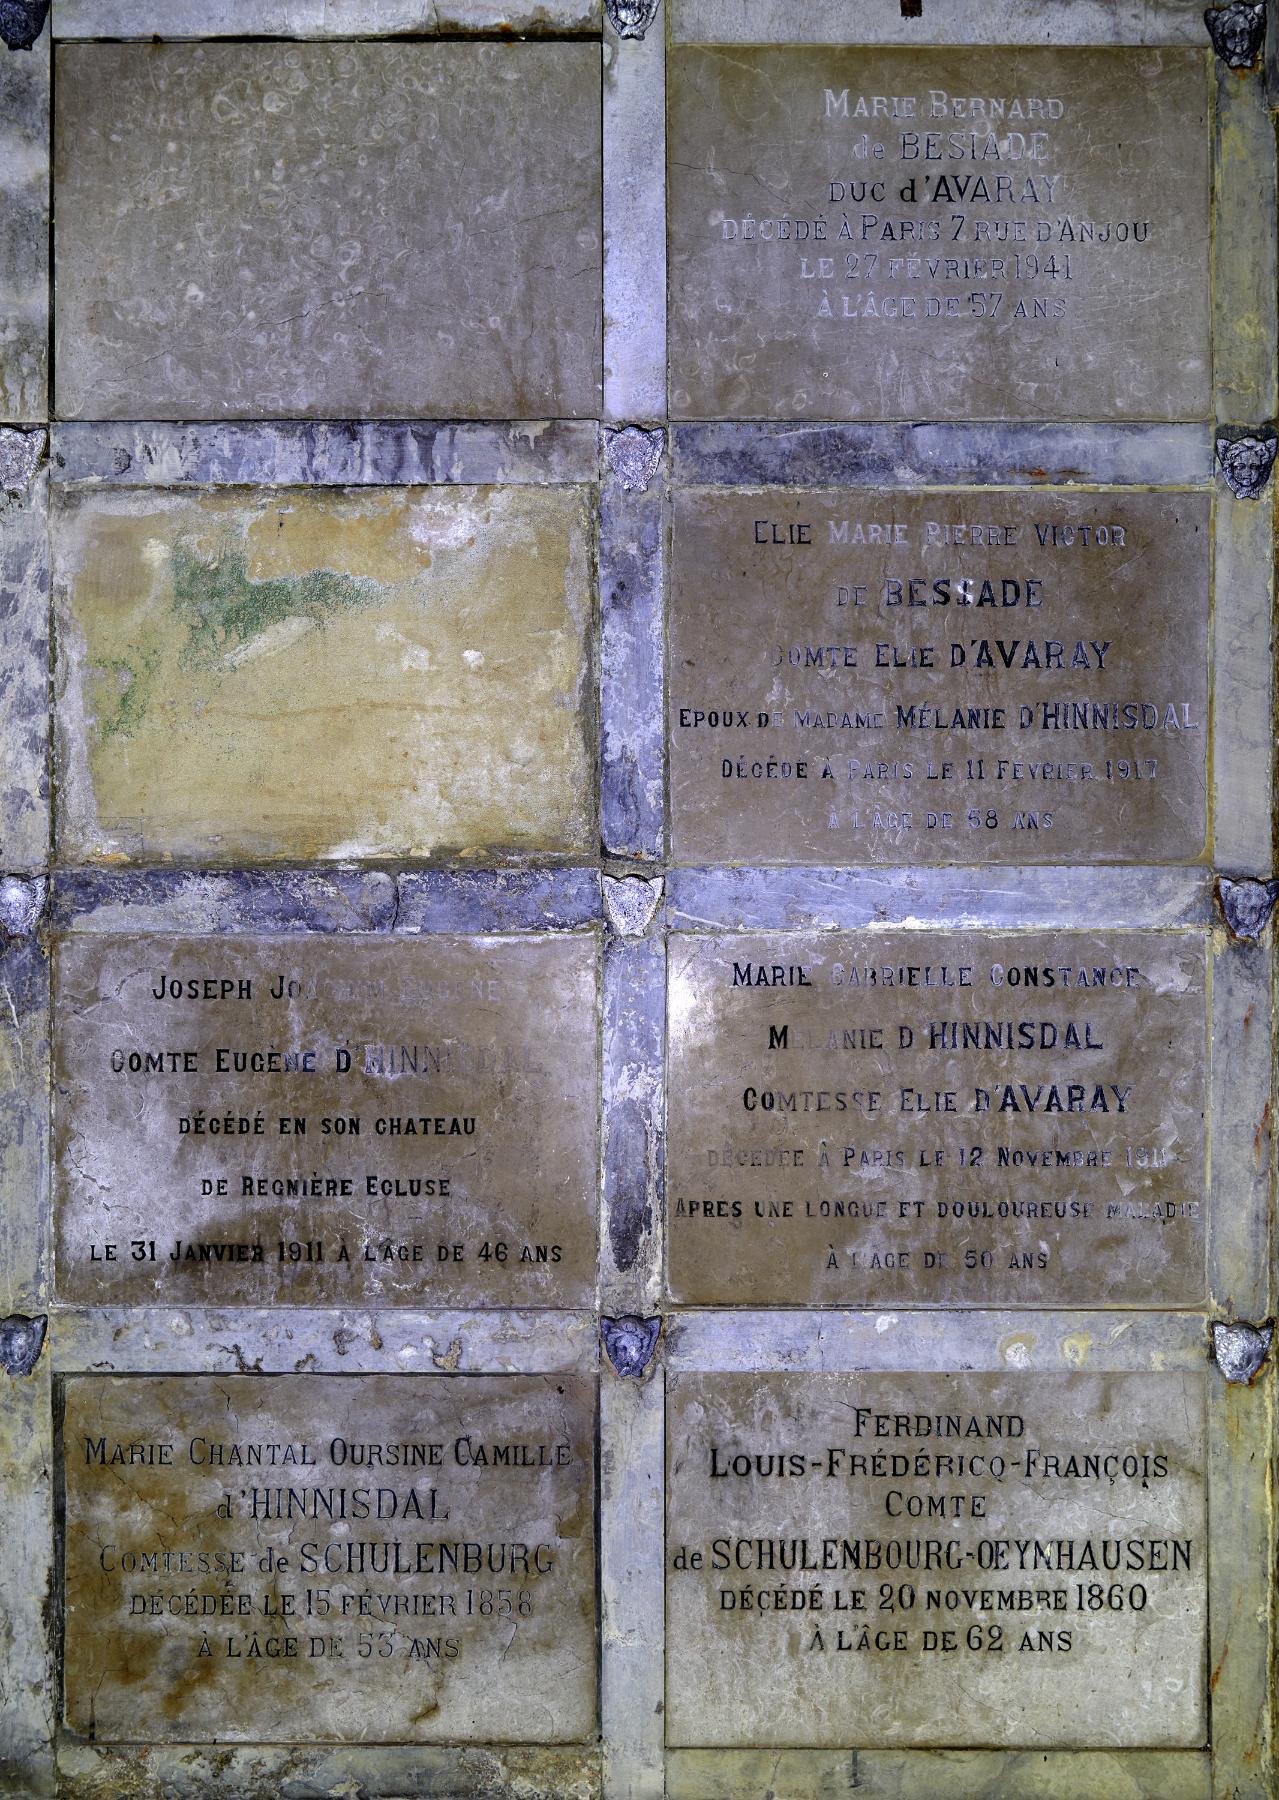 MARIE BERNARD
de BESIADE
DUC d'AVARAY
DÉCÉDÉ À PARIS 7 RUE D'ANJOU
LE 27 FÉVRIER 1941
À L'ÂGE DE 57 ANS
ELIE MARIE PIERRE VICTOR
DE BESIADE
COMTE ELIE D'AVARAY
EPOUX DE MADAME MÉLANIE D'HINNISDAL
DÉCÉDÉ À PARIS LE 11 FÉVRIER 1917
À L'ÂGE DE 58 ANS
JOSEPH EUGÈNE
COMTE EUGÈNE D'HINNISDAL
DÉCÉDÉ EN SON CHATEAU
DE REGNIÈRE ECLUSE
LE 31 JANVIER 1911 À L'ÂGE DE 46 ANS
MARIE GABRIELLE CONSTANCE
MELANIE D'HINNISDAL
COMTESSE ELIE D'AVARAY
DÉCÉDÉE À PARIS LE 12 NOVEMBRE 1911
APRES UNE LONGUE ET DOULOUREUSE MALADIE
À L'ÂGE DE 50 ANS
MARIE CHANTAL OURSINE CAMILLE
d'HINNISDAL
COMTESSE de SCHULENBURG
DÉCÉDÉE LE 15 FÉVRIER 1858
À L'ÂGE DE 53 ANS
FERDINAND
LOUIS-FRÉDÉRICQ-FRANÇOIS
COMTE
de SCHULENBOURG-OEYNHAUSEN
DÉCÉDÉ LE 20 NOVEMBRE 1860
À L'ÂGE DE 62 ANS